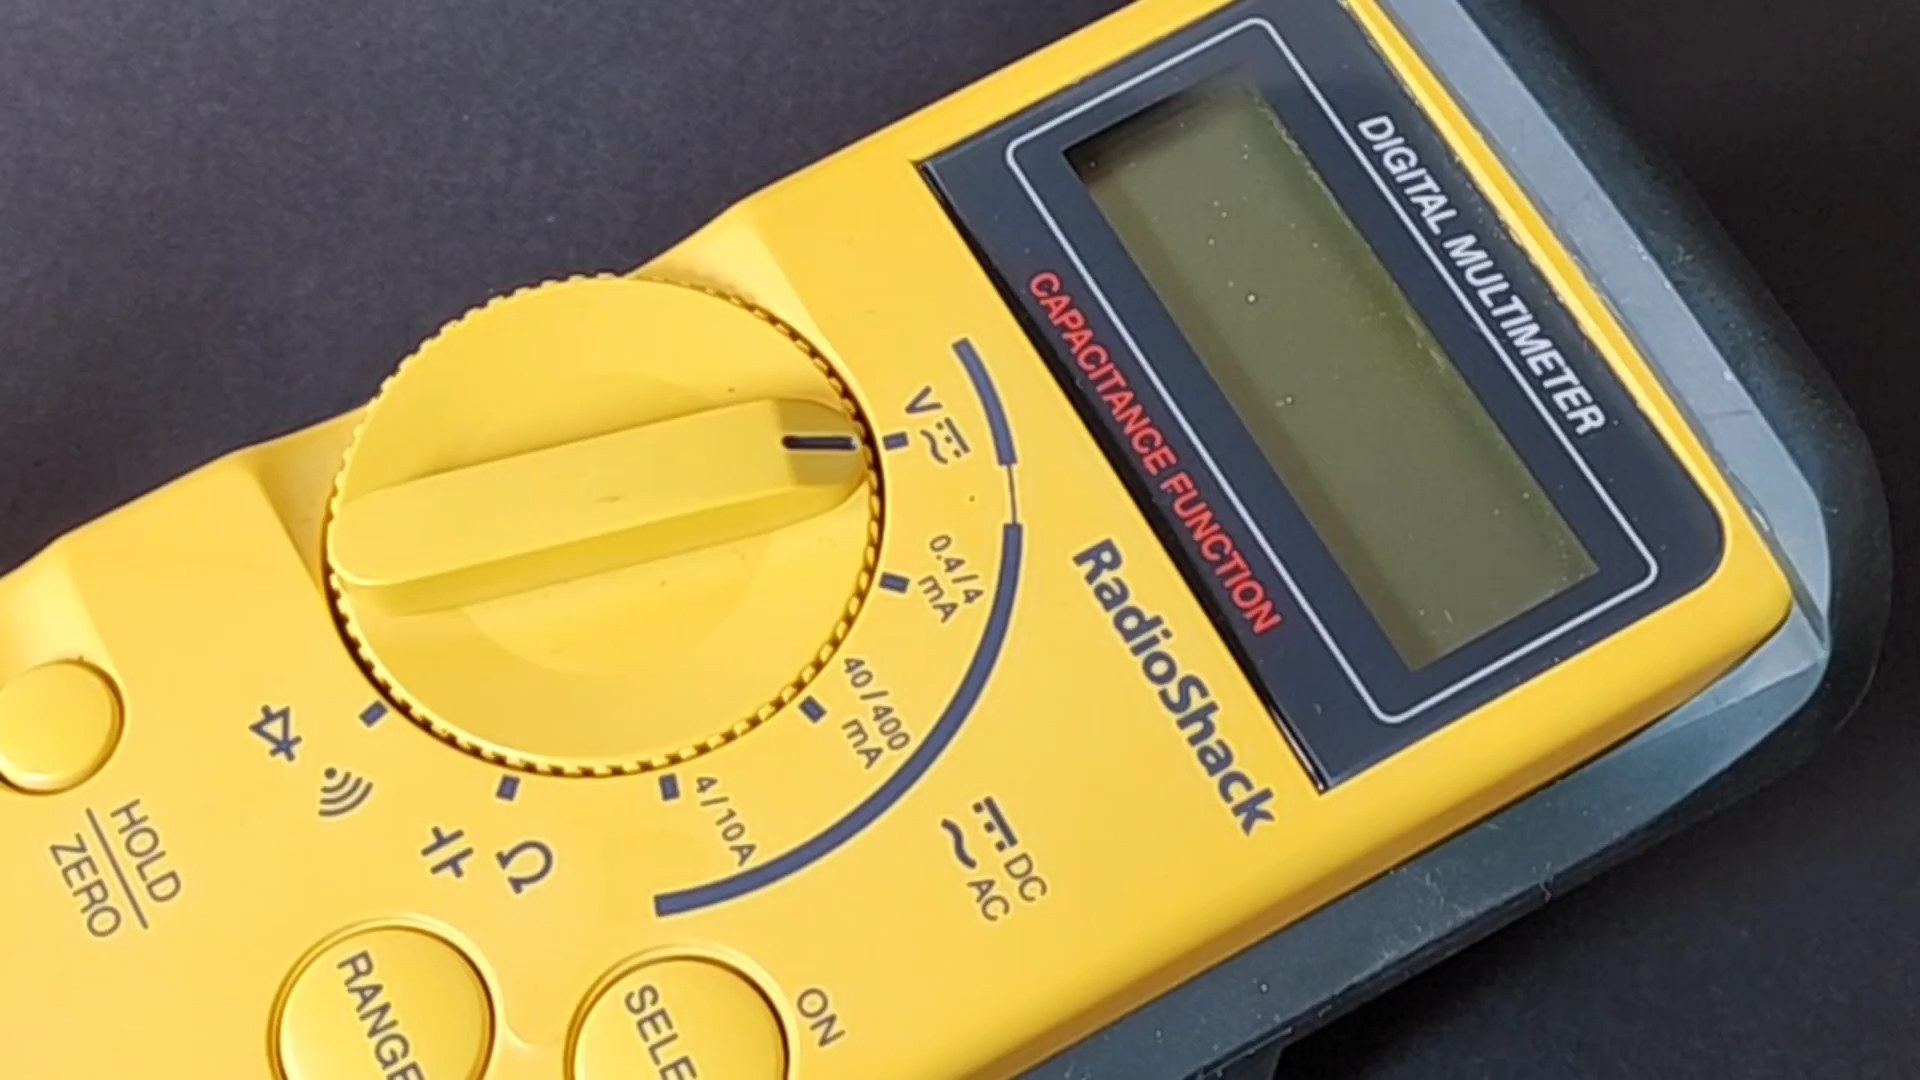 DIGITAL MULTIMETER
CAPACITANCE FUNCTION
RadioShack
V
0.4/4
mA
40/400
mA
4/10A
DC
AC
Ω
HOLD
ZERO
RANGE
SELE
ON